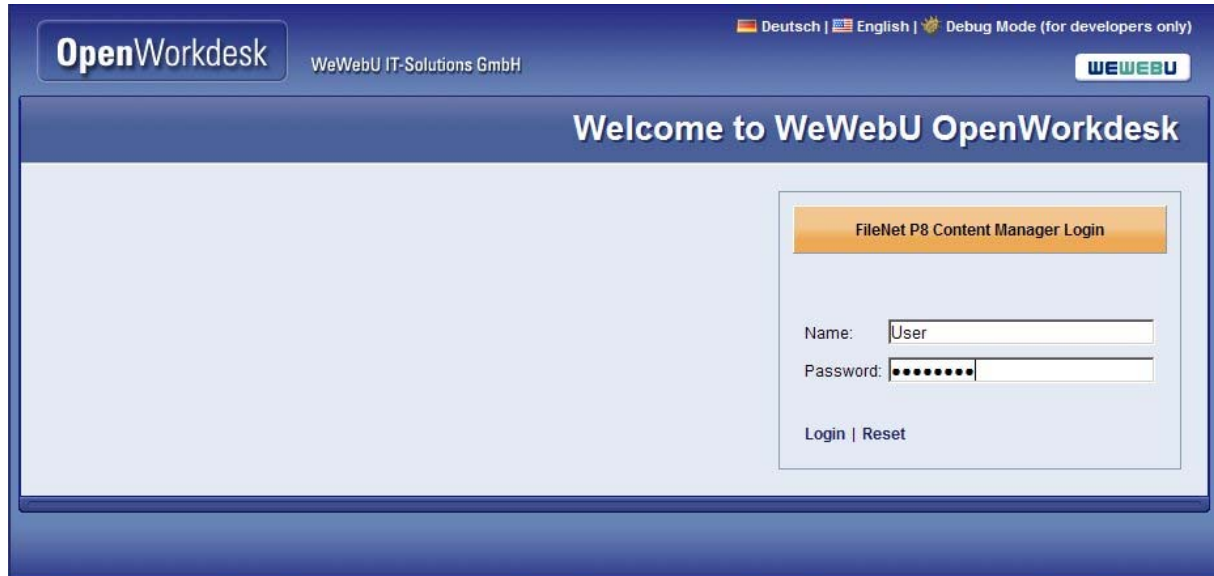 Deutsch | English | Debug Mode (for developers only)
OpenWorkdesk
WeWebU IT-Solutions GmbH
WEWEBU
Welcome to WeWebU OpenWorkdesk
FileNet P8 Content Manager Login
Name: User
Password: ••••••••
Login | Reset